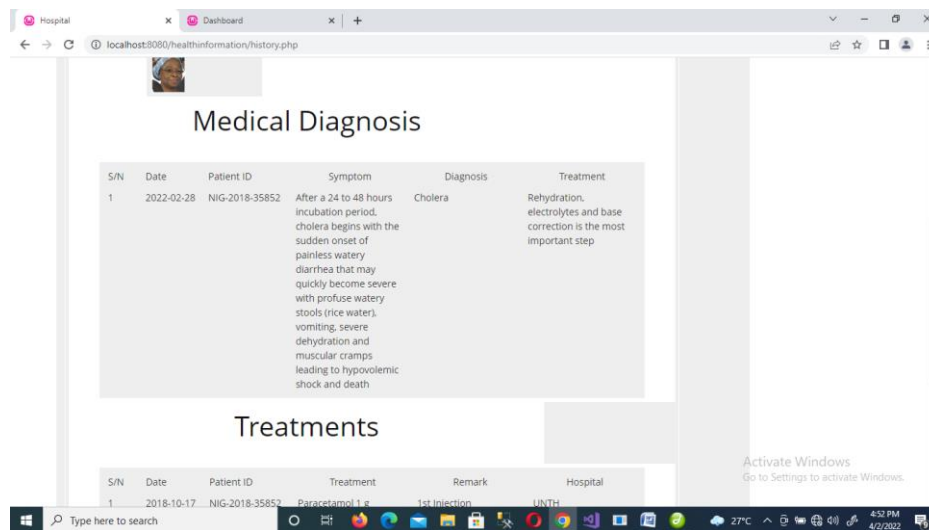 Hospital
Dashboard
localhost:8080/healthinformation/history.php
Medical Diagnosis
S/N Date Patient ID Symptom Diagnosis Treatment
1 2022-02-28 NIG-2018-35852 After a 24 to 48 hours Cholera Rehydration,
incubation period, electrolytes and base
cholera begins with the correction is the most
sudden onset of important step
painless watery
diarrhea that may
quickly become severe
with profuse watery
stools (rice water),
vomiting, severe
dehydration and
muscular cramps
leading to hypovolemic
shock and death
Treatments
S/N Date Patient ID Treatment Remark Hospital
1 2018-10-17 NIG-2018-35852 Paracetamol 1 g 1st Injection UNTH
Activate Windows
Go to Settings to activate Windows.
Type here to search
27°C
4:52 PM
4/2/2022